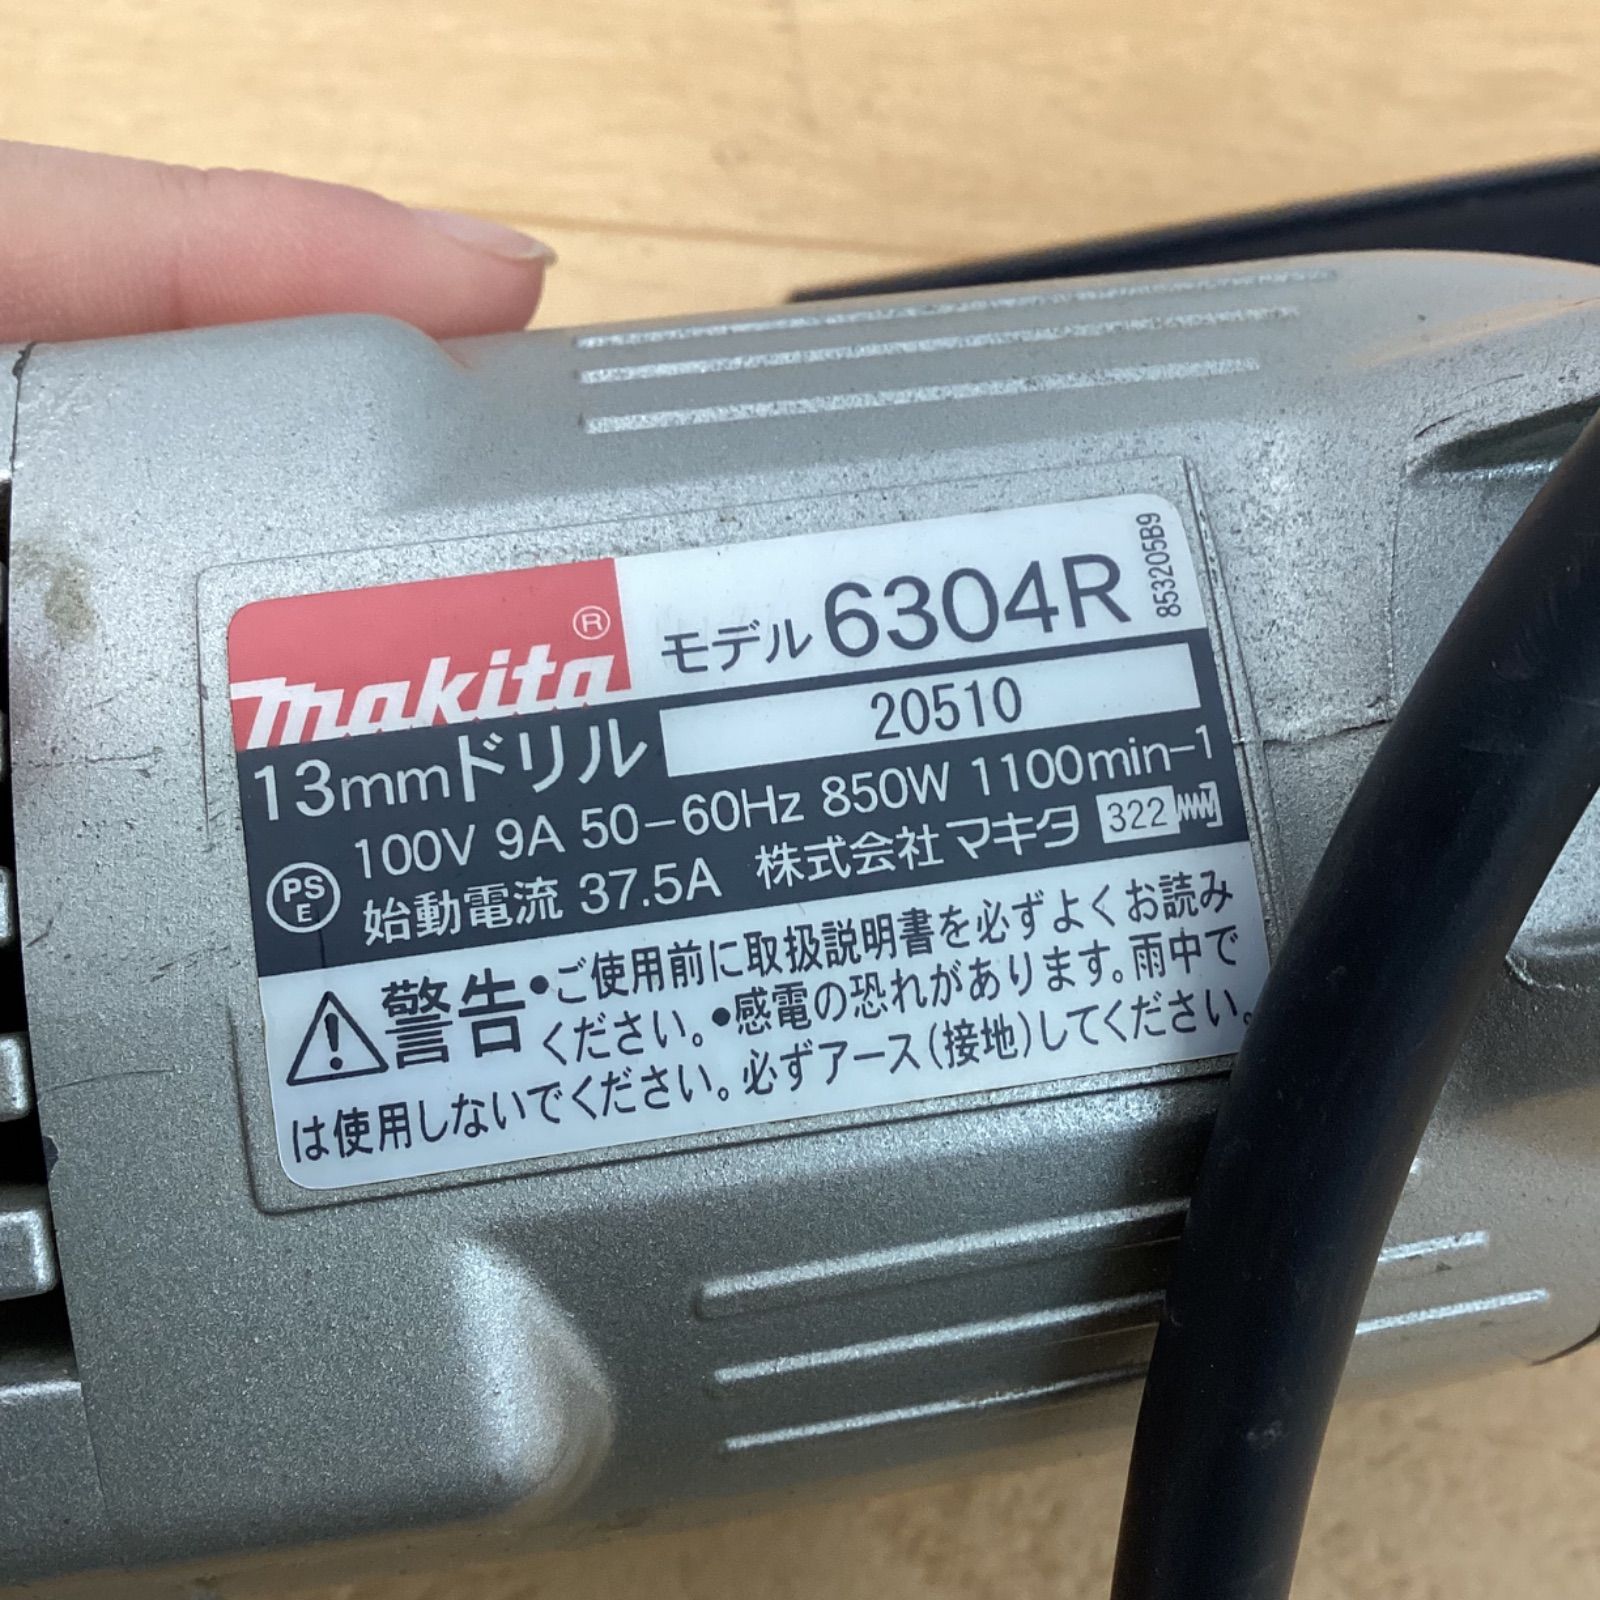 makita®
モデル 6304R
853205B9
13mmドリル 20510
100V 9A 50-60Hz 850W 1100min-1
PS E
始動電流 37.5A 株式会社マキタ 322
警告 •ご使用前に取扱説明書を必ずよくお読み
ください。•感電の恐れがあります。雨中で
は使用しないでください。必ずアース(接地)してください。